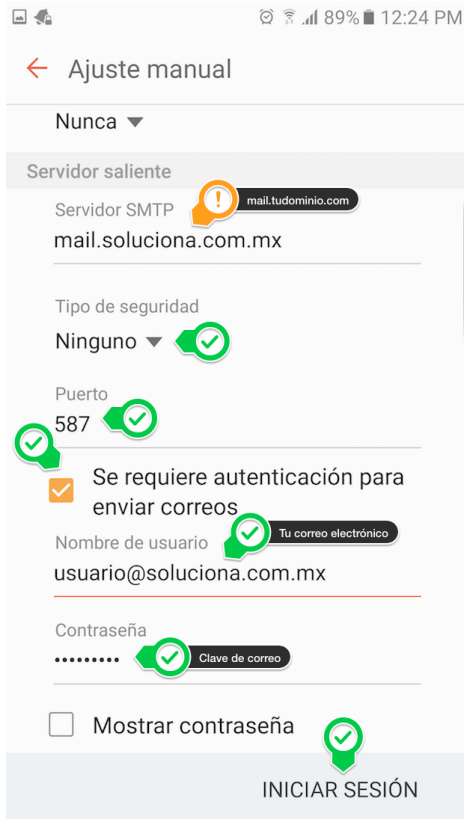 89% 12:24 PM
Ajuste manual
Nunca
Servidor saliente
Servidor SMTP
mail.tudominio.com
mail.soluciona.com.mx
Tipo de seguridad
Ninguno
Puerto
587
Se requiere autenticación para
enviar correos
Tu correo electrónico
Nombre de usuario
usuario@soluciona.com.mx
Contraseña
•••••••••
Clave de correo
Mostrar contraseña
INICIAR SESIÓN